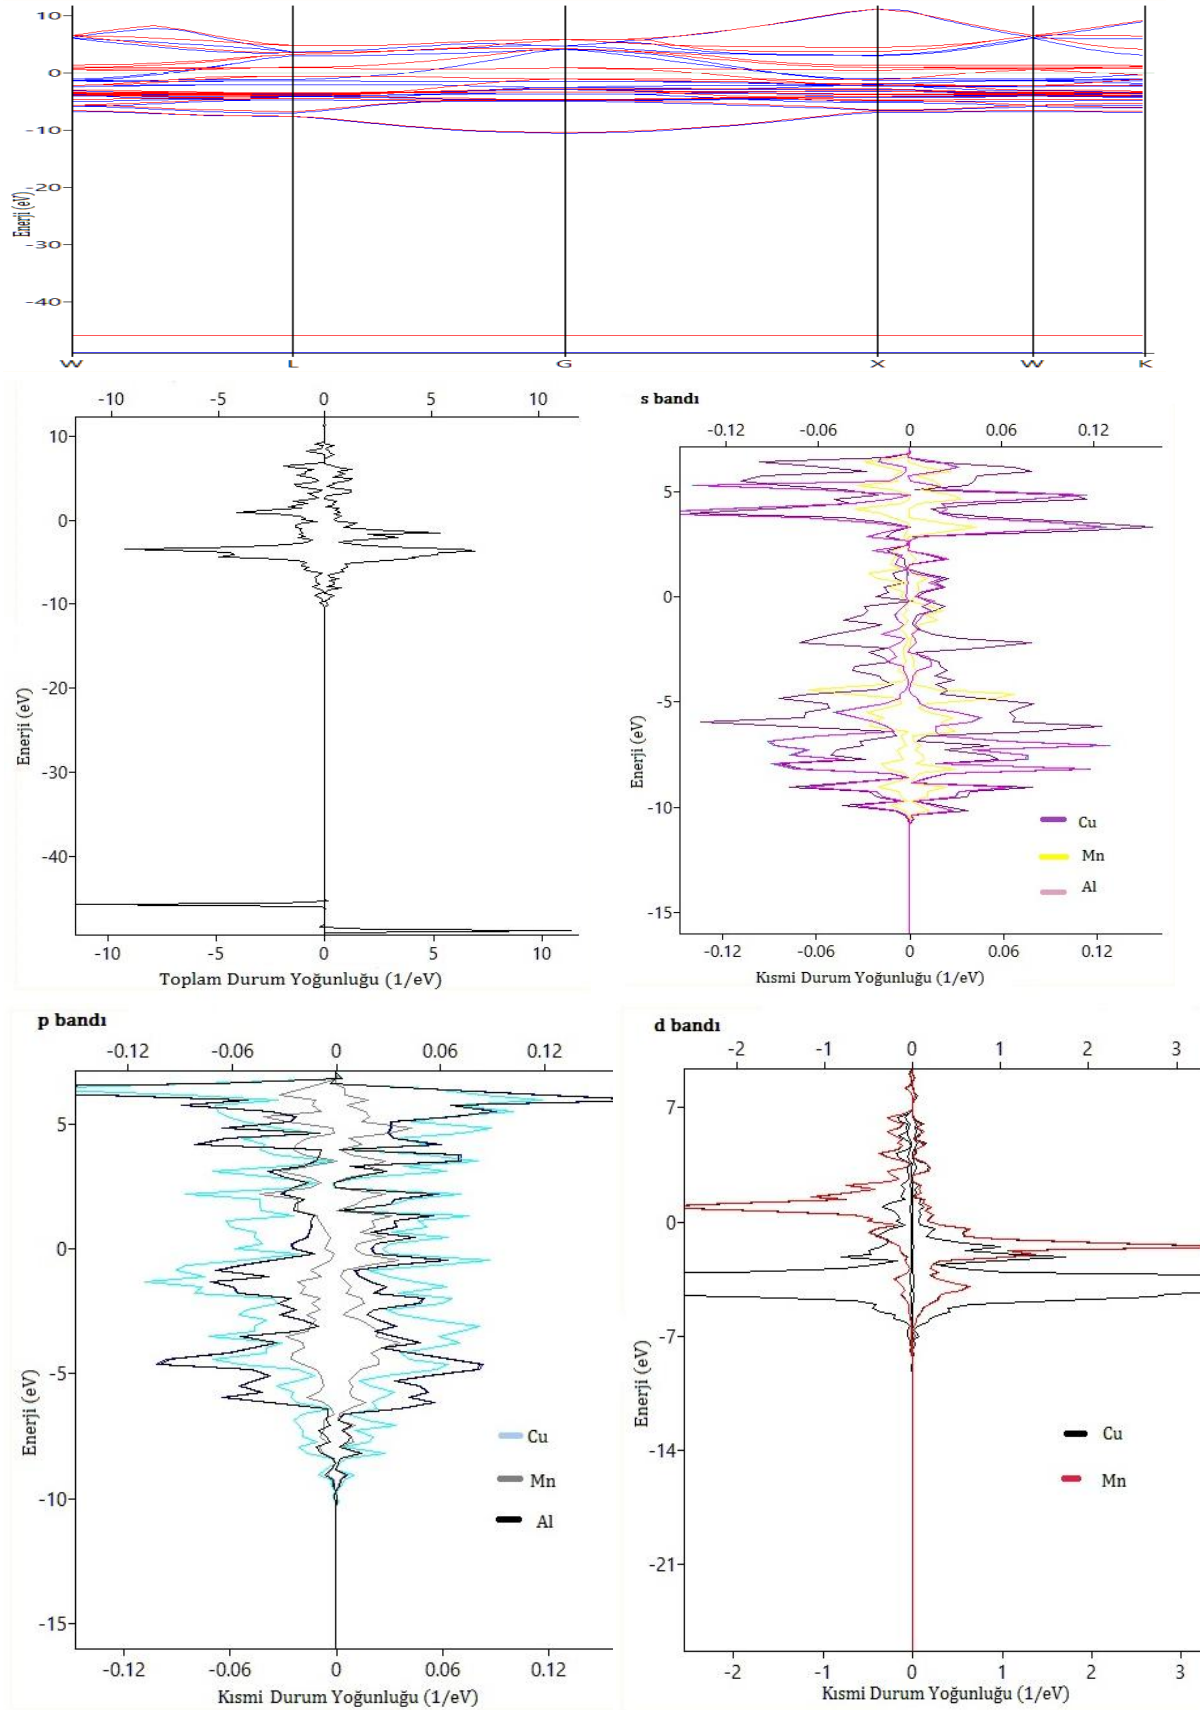 10
0
-10
-20
-30
-40
Enerji (eV)
W L G X W K
-10 -5 0 5 10
10
0
-10
-20
-30
-40
Enerji (eV)
-10 -5 0 5 10
Toplam Durum Yoğunluğu (1/eV)
s bandı
-0.12 -0.06 0 0.06 0.12
5
0
-5
-10
-15
Enerji (eV)
Cu
Mn
Al
-0.12 -0.06 0 0.06 0.12
Kısmi Durum Yoğunluğu (1/eV)
p bandı
-0.12 -0.06 0 0.06 0.12
5
0
-5
-10
-15
Enerji (eV)
Cu
Mn
Al
-0.12 -0.06 0 0.06 0.12
Kısmi Durum Yoğunluğu (1/eV)
d bandı
-2 -1 0 1 2 3
7
0
-7
-14
-21
Enerji (eV)
Cu
Mn
-2 -1 0 1 2 3
Kısmi Durum Yoğunluğu (1/eV)